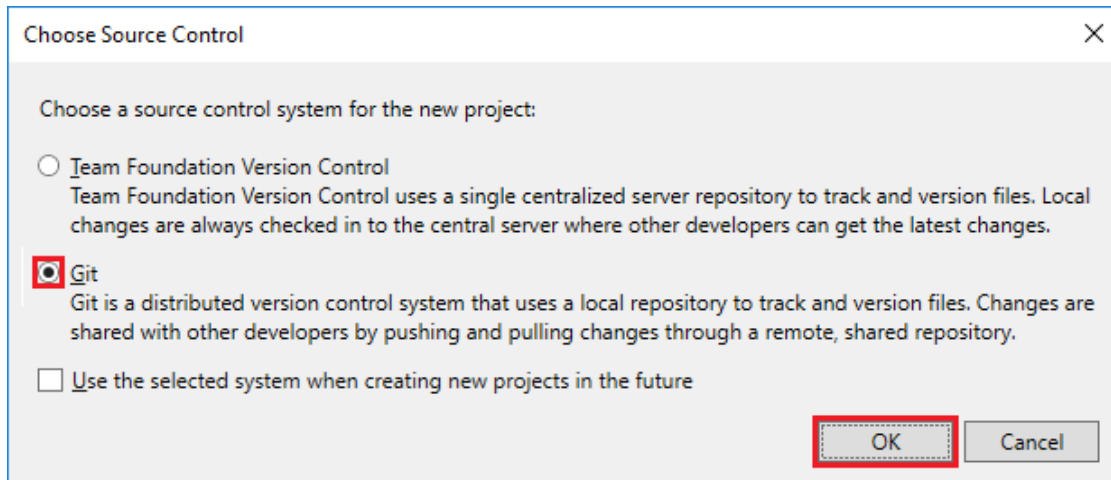 Choose Source Control
Choose a source control system for the new project:
Team Foundation Version Control
Team Foundation Version Control uses a single centralized server repository to track and version files. Local
changes are always checked in to the central server where other developers can get the latest changes.
Git
Git is a distributed version control system that uses a local repository to track and version files. Changes are
shared with other developers by pushing and pulling changes through a remote, shared repository.
Use the selected system when creating new projects in the future
OK
Cancel